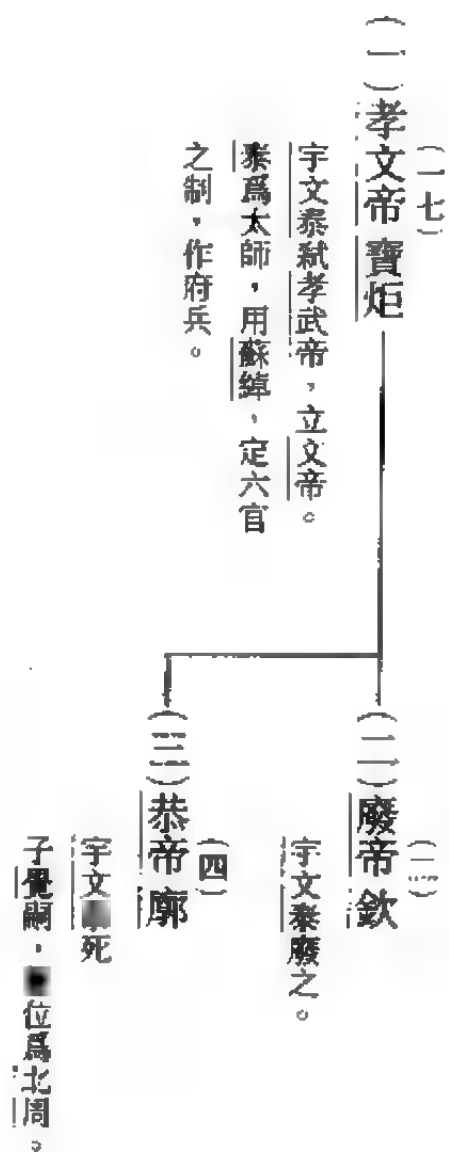 (一七)
(一)孝文帝 寶炬
宇文泰弒孝武帝，立文帝。
泰爲太師，用蘇綽，定六官
之制，作府兵。
(三)
(二)廢帝 欽
宇文泰廢之。
(四)
(三)恭帝 廓
宇文死
子覺嗣，位爲北周。